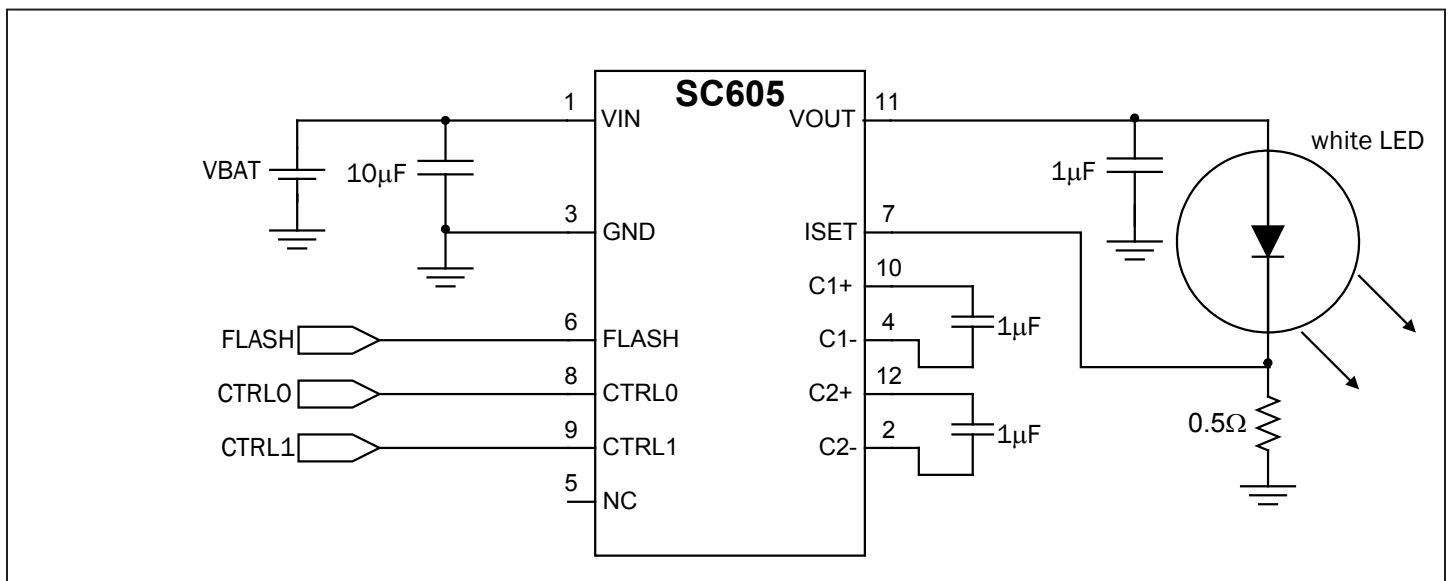 SC605
1
VIN
VOUT
11
white LED
VBAT
10μF
1μF
3
GND
ISET
7
10
C1+
1μF
4
C1-
FLASH
6
FLASH
12
C2+
CTRL0
8
CTRL0
1μF
2
C2-
CTRL1
9
CTRL1
0.5Ω
5
NC